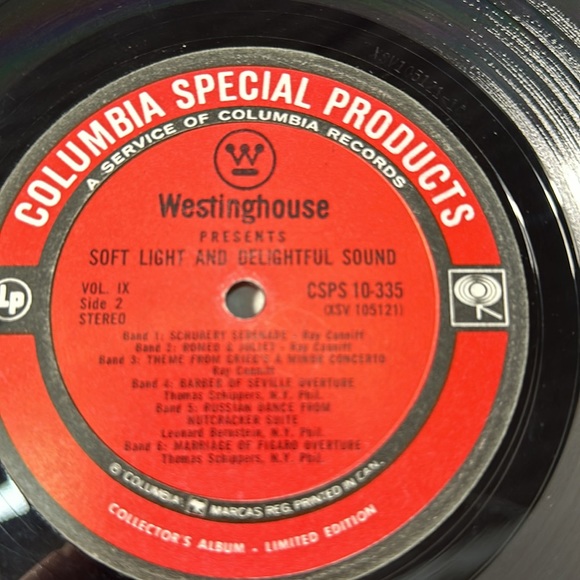 COLUMBIA SPECIAL PRODUCTS
A SERVICE OF COLUMBIA RECORDS
W
Westinghouse
PRESENTS
SOFT LIGHT AND DELIGHTFUL SOUND
VOL. IX
Side 2
STEREO
CSPS 10-335
(XSV 105121)
Lp
Band 1: SCHUBERT SERENADE - Ray Conniff
Band 2: ROMEO & JULIET - Ray Conniff
Band 3: THEME FROM GRIEG'S A MINOR CONCERTO
Ray Conniff
Band 4: BARBER OF SEVILLE OVERTURE
Thomas Schippers, N.Y. Phil.
Band 5: RUSSIAN DANCE FROM
NUTCRACKER SUITE
Leonard Bernstein, N.Y. Phil
Band 6: MARRIAGE OF FIGARO OVERTURE
Thomas Schippers, N.Y. Phil.
® COLUMBIA MARCAS REG. PRINTED IN CAN.
COLLECTOR'S ALBUM - LIMITED EDITION